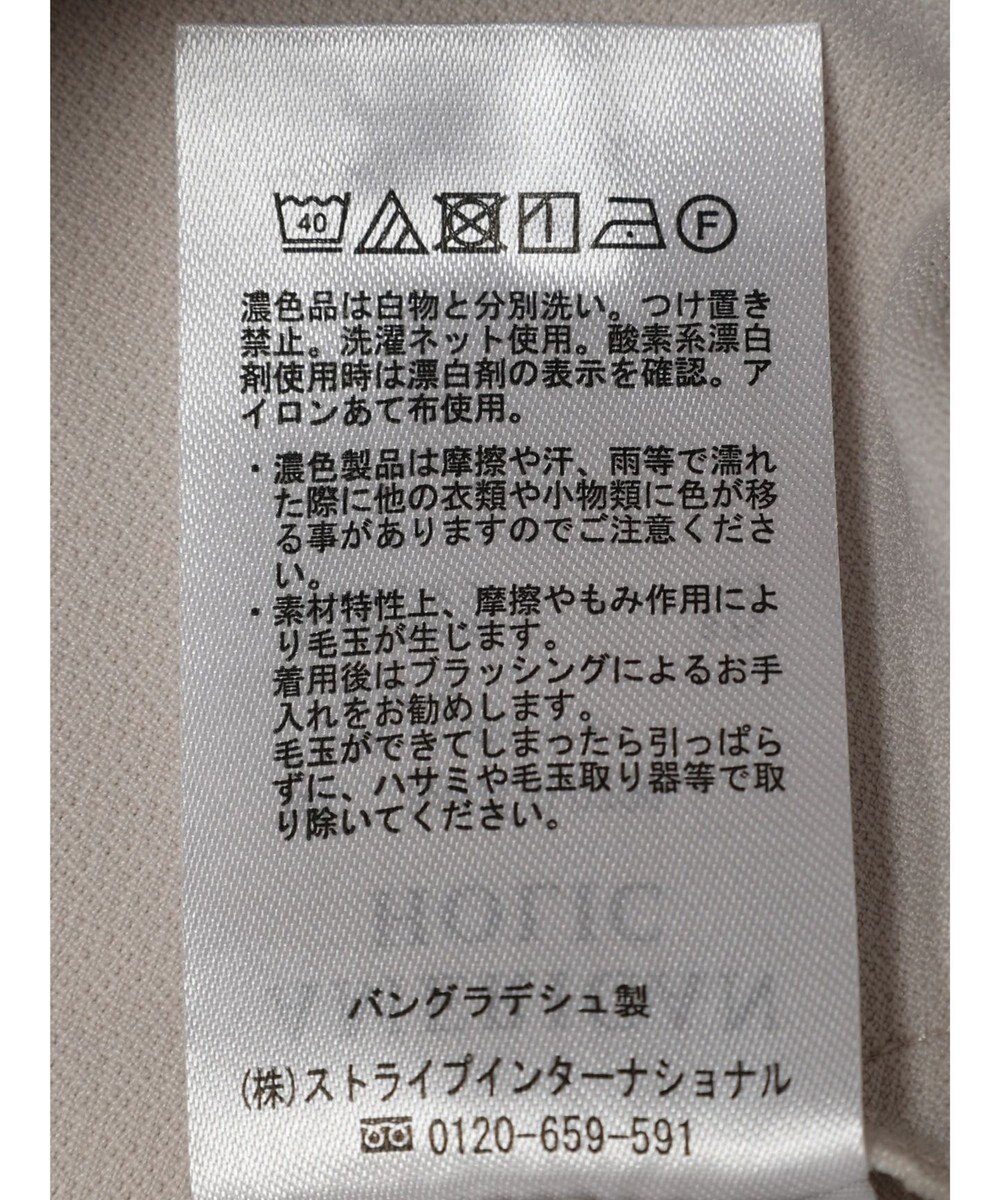 40 F
濃色品は白物と分別洗い。つけ置き
禁止。洗濯ネット使用。酸素系漂白
剤使用時は漂白剤の表示を確認。ア
イロンあて布使用。
・濃色製品は摩擦や汗、雨等で濡れ
た際に他の衣類や小物類に色が移
る事がありますのでご注意くださ
い。
・素材特性上、摩擦やもみ作用によ
り毛玉が生じます。
着用後はブラッシングによるお手
入れをお勧めします。
毛玉ができてしまったら引っぱら
ずに、ハサミや毛玉取り器等で取
り除いてください。
HOLIC
バングラデシュ製
(株)ストライプインターナショナル
0120-659-591